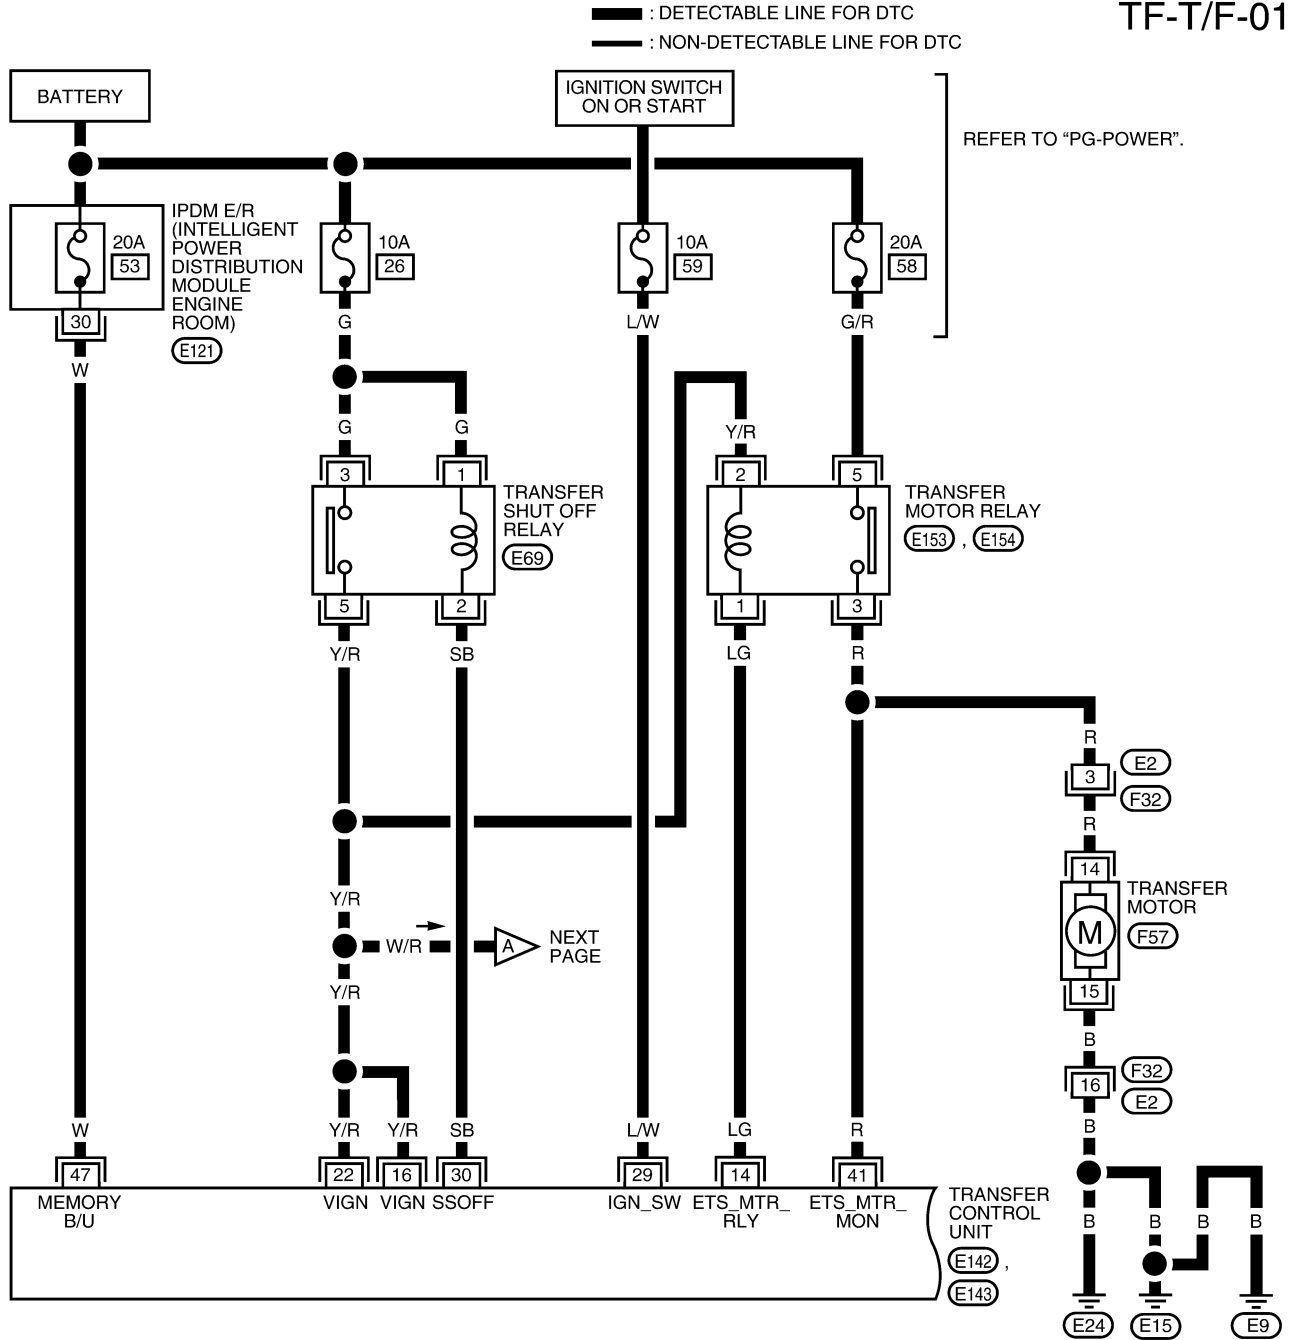 : DETECTABLE LINE FOR DTC
: NON-DETECTABLE LINE FOR DTC
TF-T/F-01
BATTERY
IGNITION SWITCH
ON OR START
REFER TO “PG-POWER”.
IPDM E/R
(INTELLIGENT
POWER
DISTRIBUTION
MODULE
ENGINE
ROOM)
E121
20A
53
10A
26
10A
59
20A
58
30
G
L/W
G/R
W
G
G
Y/R
3
1
2
5
TRANSFER
SHUT OFF
RELAY
E69
TRANSFER
MOTOR RELAY
E153 , E154
5
2
1
3
Y/R
SB
LG
R
R
3
E2
F32
R
14
TRANSFER
MOTOR
F57
M
15
Y/R
W/R
A
NEXT
PAGE
Y/R
B
16
F32
E2
B
W
Y/R
Y/R
SB
L/W
LG
R
47
22
16
30
29
14
41
MEMORY
B/U
VIGN
VIGN
SSOFF
IGN_SW
ETS_MTR_
RLY
ETS_MTR_
MON
TRANSFER
CONTROL
UNIT
E142 ,
E143
B
B
B
B
E24
E15
E9